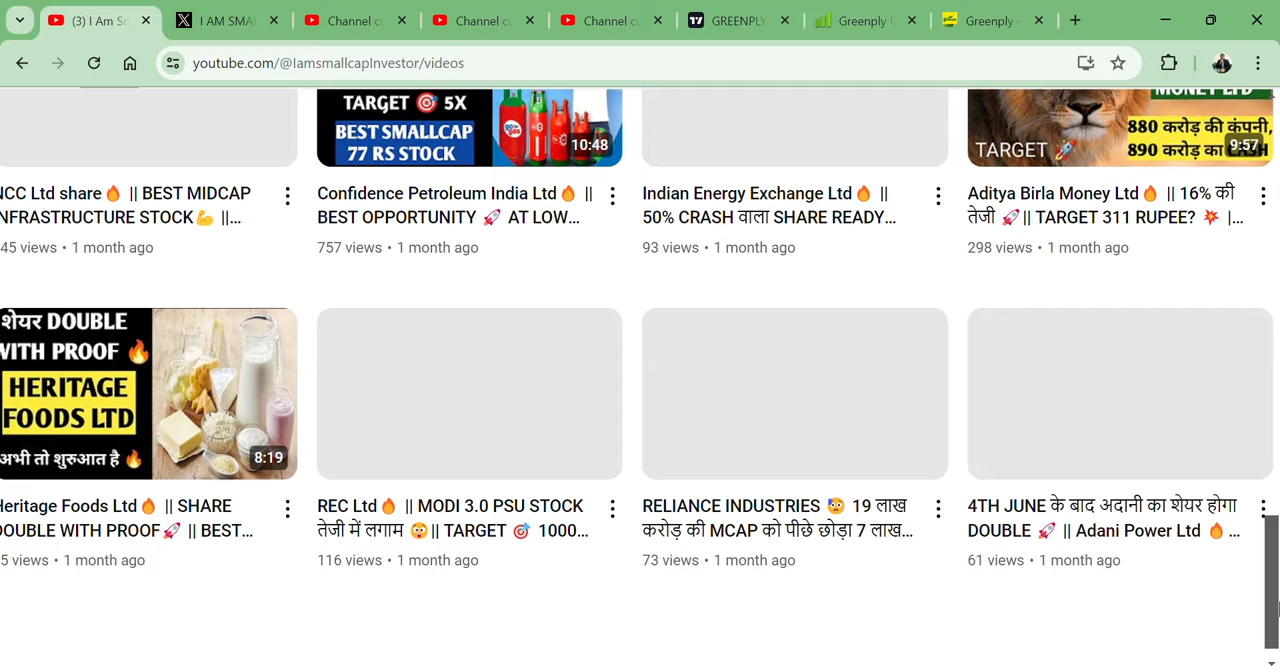 (3) I Am Sm
I AM SMA
Channel c
Channel c
Channel c
GREENPLY
Greenply
Greenply
youtube.com/@IamsmallcapInvestor/videos
TARGET 🎯 5X
BEST SMALLCAP
77 RS STOCK
10:48
MONEY LTD
880 करोड़ की कंपनी,
890 करोड़ का CASH
TARGET 🚀
9:57
NCC Ltd share🔥 || BEST MIDCAP
INFRASTRUCTURE STOCK💪 ||...
45 views • 1 month ago
Confidence Petroleum India Ltd🔥 ||
BEST OPPORTUNITY 🚀 AT LOW...
757 views • 1 month ago
Indian Energy Exchange Ltd🔥 ||
50% CRASH वाला SHARE READY...
93 views • 1 month ago
Aditya Birla Money Ltd🔥 || 16% की
तेजी 🚀|| TARGET 311 RUPEE? 💥 |...
298 views • 1 month ago
शेयर DOUBLE
WITH PROOF 🔥
HERITAGE
FOODS LTD
अभी तो शुरुआत है 🔥
8:19
Heritage Foods Ltd🔥 || SHARE
DOUBLE WITH PROOF🚀 || BEST...
5 views • 1 month ago
REC Ltd🔥 || MODI 3.0 PSU STOCK
तेजी में लगाम 😲|| TARGET 🎯 1000...
116 views • 1 month ago
RELIANCE INDUSTRIES 😯 19 लाख
करोड़ की MCAP को पीछे छोड़ा 7 लाख...
73 views • 1 month ago
4TH JUNE के बाद अदानी का शेयर होगा
DOUBLE 🚀 || Adani Power Ltd 🔥 ...
61 views • 1 month ago